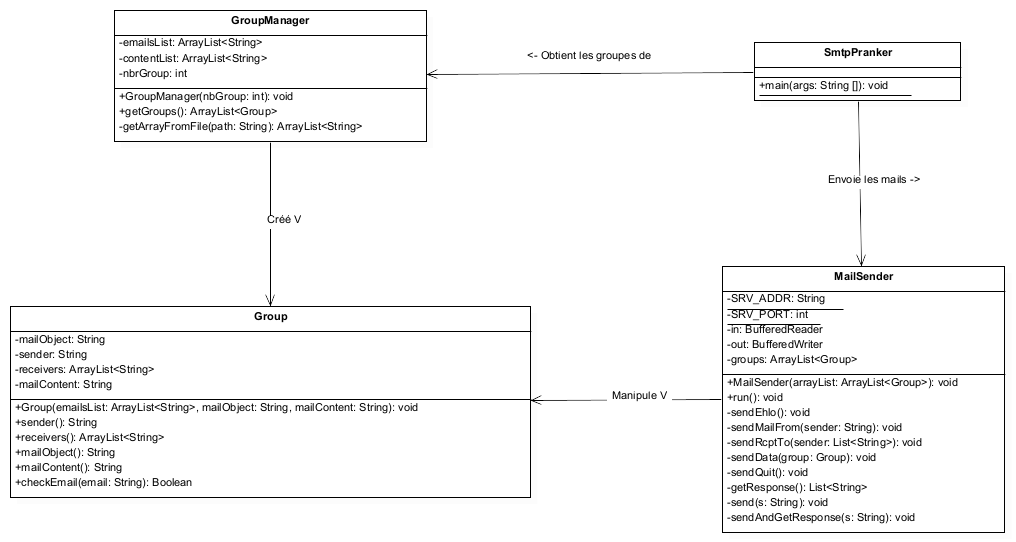 GroupManager
-emailsList: ArrayList<String>
-contentList: ArrayList<String>
-nbrGroup: int
+GroupManager(nbGroup: int): void
+getGroups(): ArrayList<Group>
-getArrayFromFile(path: String): ArrayList<String>
<- Obtient les groupes de
SmtpPranker
+main(args: String []): void
Créé V
Envoie les mails ->
Group
-mailObject: String
-sender: String
-receivers: ArrayList<String>
-mailContent: String
+Group(emailsList: ArrayList<String>, mailObject: String, mailContent: String): void
+sender(): String
+receivers(): ArrayList<String>
+mailObject(): String
+mailContent(): String
+checkEmail(email: String): Boolean
Manipule V
MailSender
-SRV_ADDR: String
-SRV_PORT: int
-in: BufferedReader
-out: BufferedWriter
-groups: ArrayList<Group>
+MailSender(arrayList: ArrayList<Group>): void
+run(): void
-sendEhlo(): void
-sendMailFrom(sender: String): void
-sendRcptTo(sender: List<String>): void
-sendData(group: Group): void
-sendQuit(): void
-getResponse(): List<String>
-send(s: String): void
-sendAndGetResponse(s: String): void